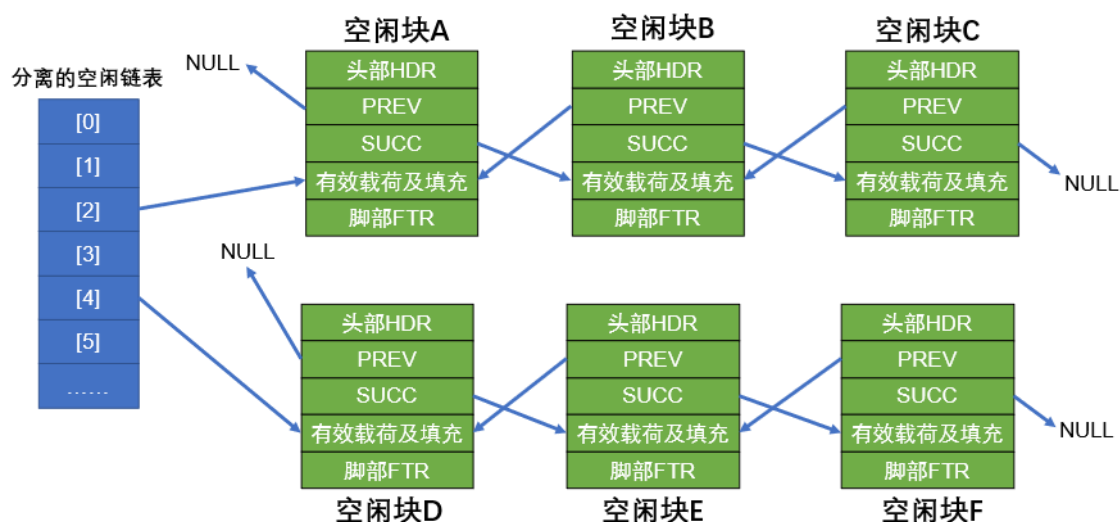 空闲块A
空闲块B
空闲块C
NULL
分离的空闲链表
[0]
[1]
[2]
[3]
[4]
[5]
……
头部HDR
PREV
SUCC
有效载荷及填充
脚部FTR
头部HDR
PREV
SUCC
有效载荷及填充
脚部FTR
头部HDR
PREV
SUCC
有效载荷及填充
脚部FTR
NULL
NULL
头部HDR
PREV
SUCC
有效载荷及填充
脚部FTR
头部HDR
PREV
SUCC
有效载荷及填充
脚部FTR
头部HDR
PREV
SUCC
有效载荷及填充
脚部FTR
NULL
空闲块D
空闲块E
空闲块F